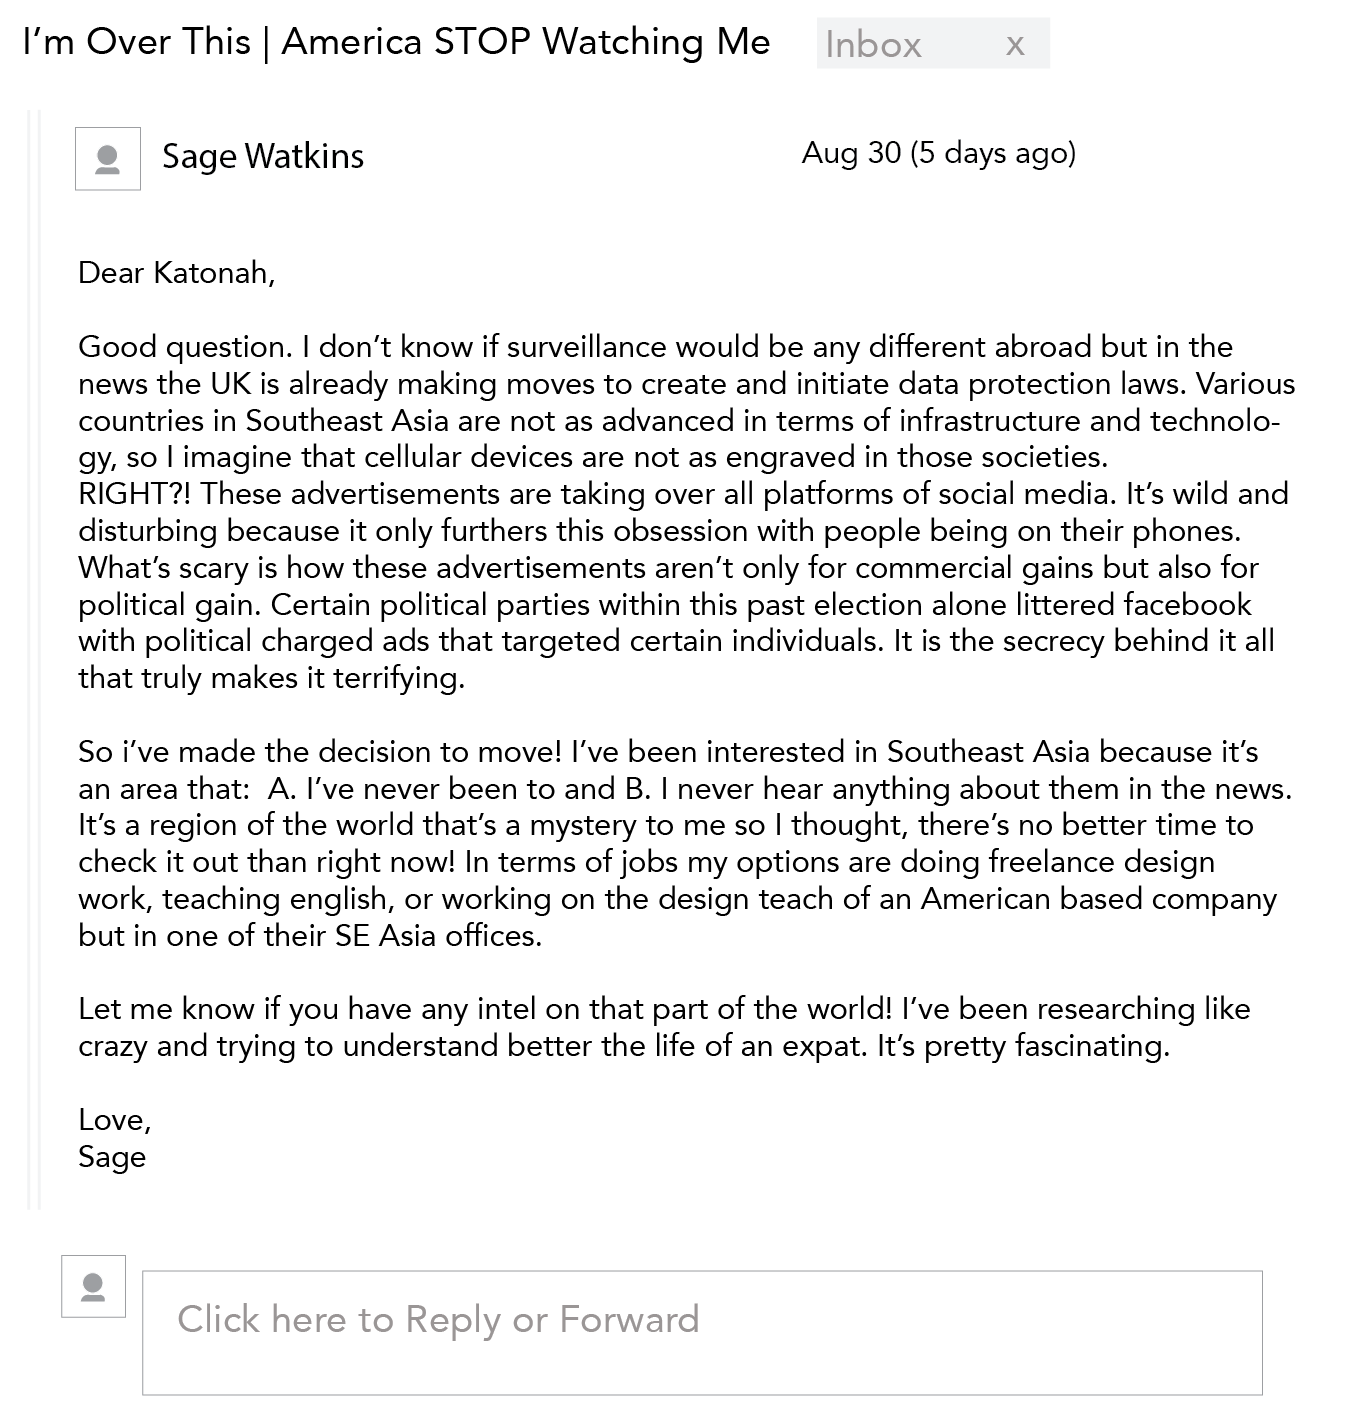 I’m Over This | America STOP Watching Me
Inbox x
Sage Watkins
Aug 30 (5 days ago)
Dear Katonah,
Good question. I don’t know if surveillance would be any different abroad but in the
news the UK is already making moves to create and initiate data protection laws. Various
countries in Southeast Asia are not as advanced in terms of infrastructure and technolo-
gy, so I imagine that cellular devices are not as engraved in those societies.
RIGHT?! These advertisements are taking over all platforms of social media. It’s wild and
disturbing because it only furthers this obsession with people being on their phones.
What’s scary is how these advertisements aren’t only for commercial gains but also for
political gain. Certain political parties within this past election alone littered facebook
with political charged ads that targeted certain individuals. It is the secrecy behind it all
that truly makes it terrifying.
So i’ve made the decision to move! I’ve been interested in Southeast Asia because it’s
an area that:  A. I’ve never been to and B. I never hear anything about them in the news.
It’s a region of the world that’s a mystery to me so I thought, there’s no better time to
check it out than right now! In terms of jobs my options are doing freelance design
work, teaching english, or working on the design teach of an American based company
but in one of their SE Asia offices.
Let me know if you have any intel on that part of the world! I’ve been researching like
crazy and trying to understand better the life of an expat. It’s pretty fascinating.
Love,
Sage
Click here to Reply or Forward